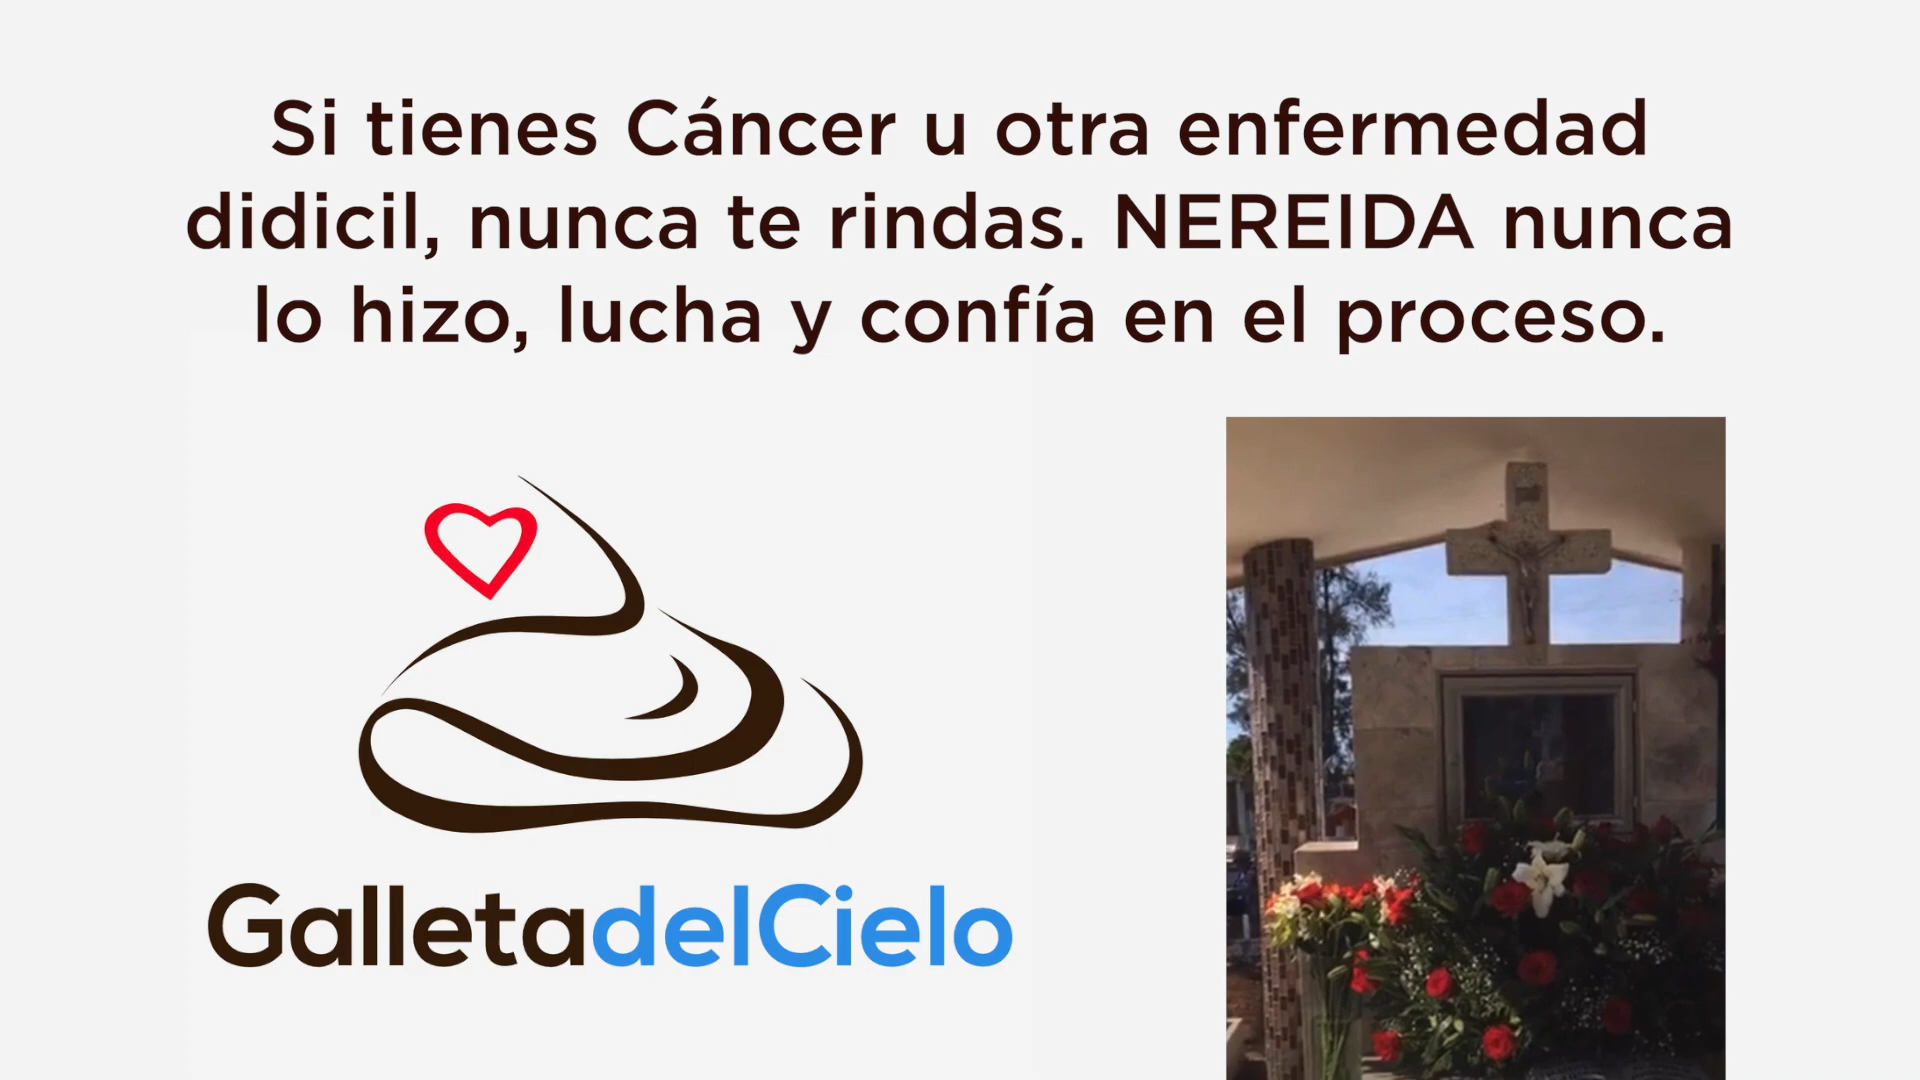 Si tienes Cáncer u otra enfermedad
didicil, nunca te rindas. NEREIDA nunca
lo hizo, lucha y confía en el proceso.
GalletadelCielo